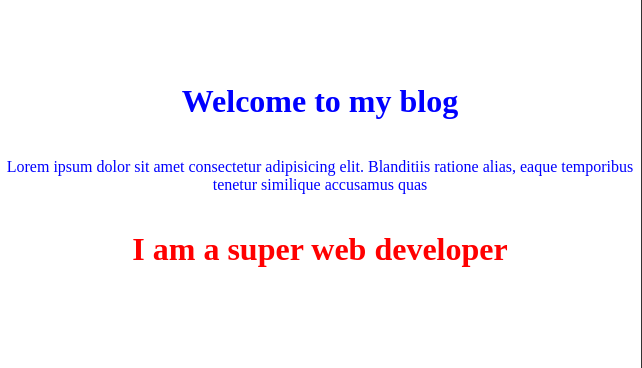 Welcome to my blog
Lorem ipsum dolor sit amet consectetur adipisicing elit. Blanditiis ratione alias, eaque temporibus
tenetur similique accusamus quas
I am a super web developer